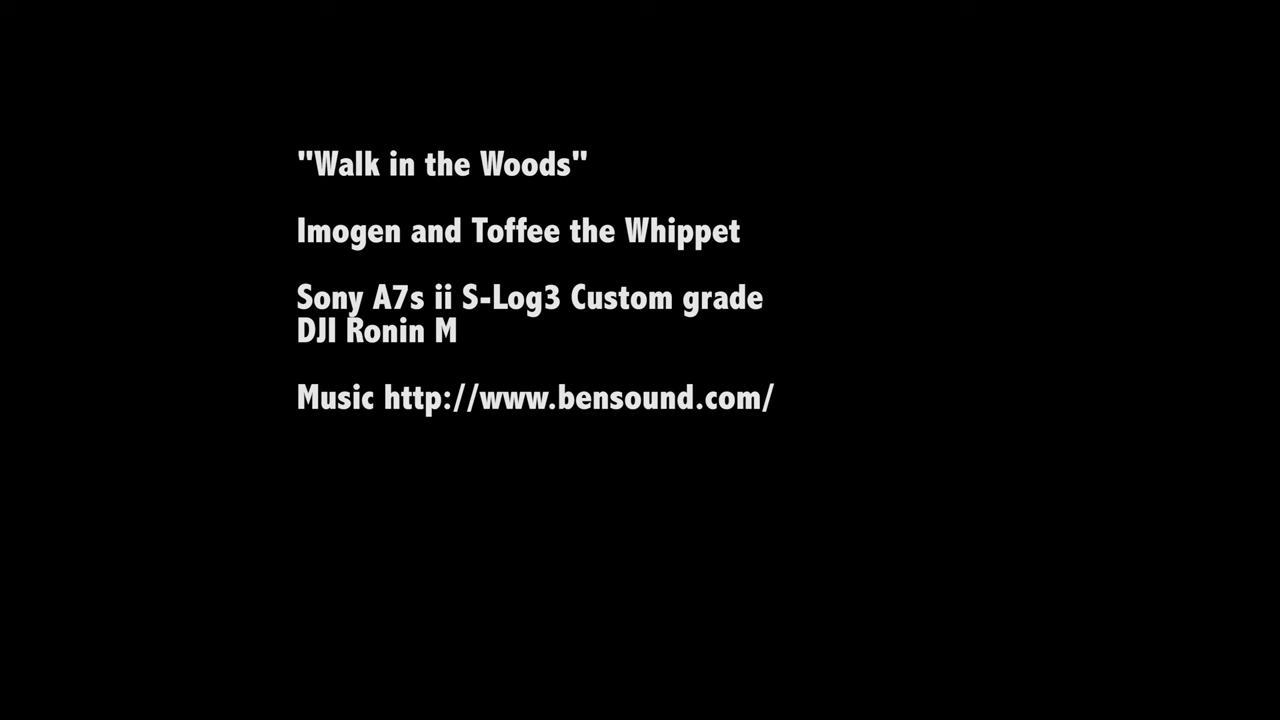 "Walk in the Woods"
Imogen and Toffee the Whippet
Sony A7s ii S-Log3 Custom grade
DJI Ronin M
Music http://www.bensound.com/